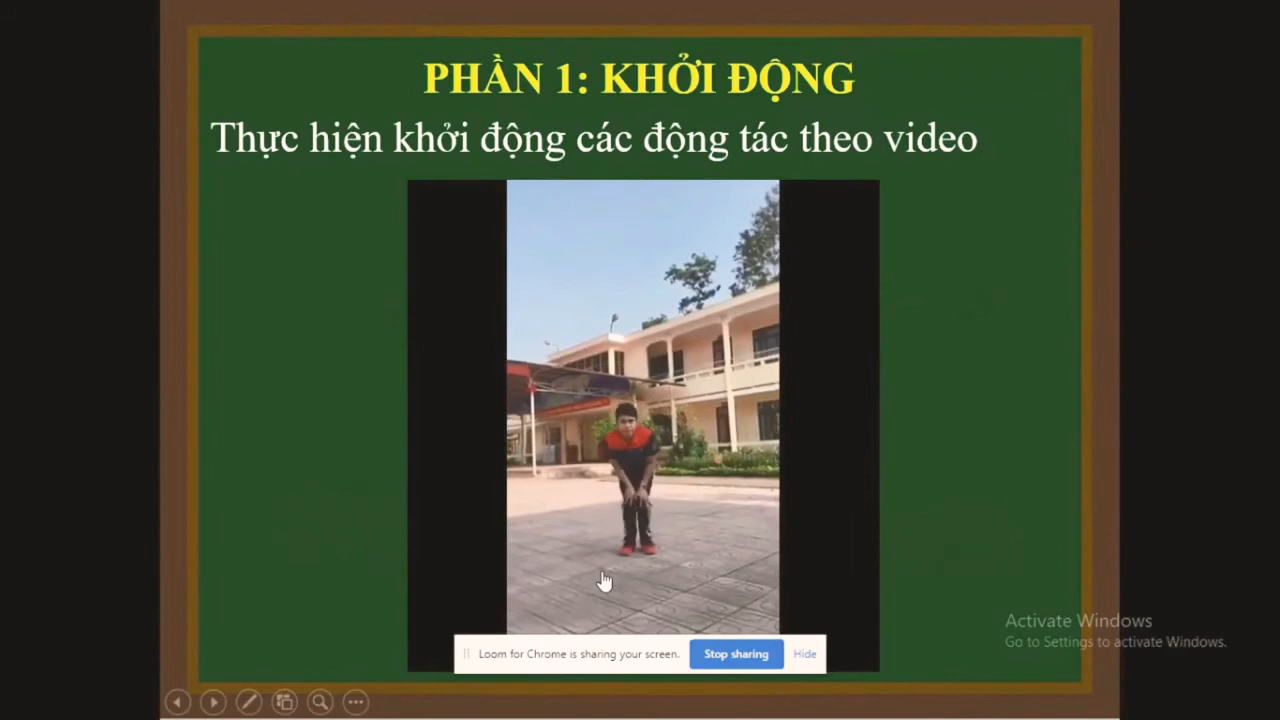 PHẦN 1: KHỞI ĐỘNG
Thực hiện khởi động các động tác theo video
Loom for Chrome is sharing your screen. Stop sharing Hide
Activate Windows
Go to Settings to activate Windows.